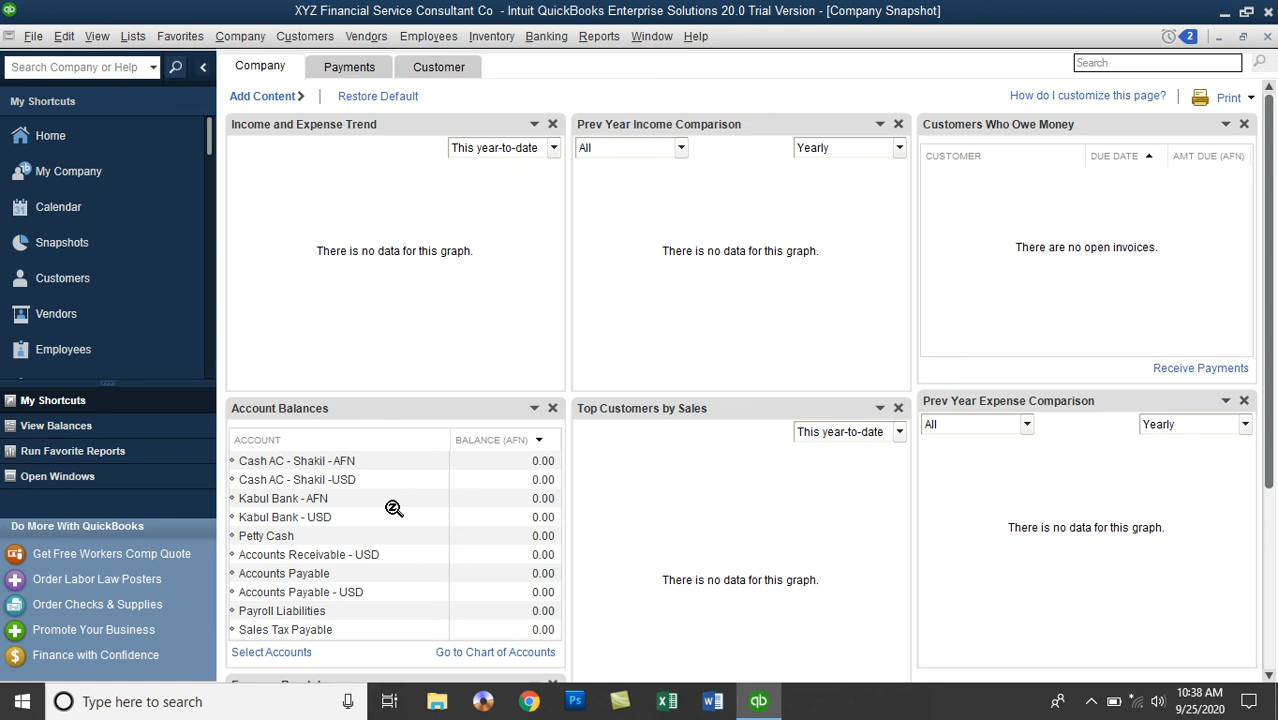 XYZ Financial Service Consultant Co - Intuit QuickBooks Enterprise Solutions 20.0 Trial Version - [Company Snapshot]
File Edit View Lists Favorites Company Customers Vendors Employees Inventory Banking Reports Window Help 2
Search Company or Help
My Shortcuts
Home
My Company
Calendar
Snapshots
Customers
Vendors
Employees
My Shortcuts
View Balances
Run Favorite Reports
Open Windows
Do More With QuickBooks
Get Free Workers Comp Quote
Order Labor Law Posters
Order Checks & Supplies
Promote Your Business
Finance with Confidence
Company Payments Customer Search
Add Content Restore Default How do I customize this page? Print
Income and Expense Trend
This year-to-date
There is no data for this graph.
Prev Year Income Comparison
All Yearly
There is no data for this graph.
Customers Who Owe Money
CUSTOMER DUE DATE AMT DUE (AFN)
There are no open invoices.
Receive Payments
Account Balances
ACCOUNT BALANCE (AFN)
Cash AC - Shakil - AFN 0.00
Cash AC - Shakil -USD 0.00
Kabul Bank - AFN 0.00
Kabul Bank - USD 0.00
Petty Cash 0.00
Accounts Receivable - USD 0.00
Accounts Payable 0.00
Accounts Payable - USD 0.00
Payroll Liabilities 0.00
Sales Tax Payable 0.00
Select Accounts Go to Chart of Accounts
Top Customers by Sales
This year-to-date
There is no data for this graph.
Prev Year Expense Comparison
All Yearly
There is no data for this graph.
Type here to search
10:38 AM
9/25/2020